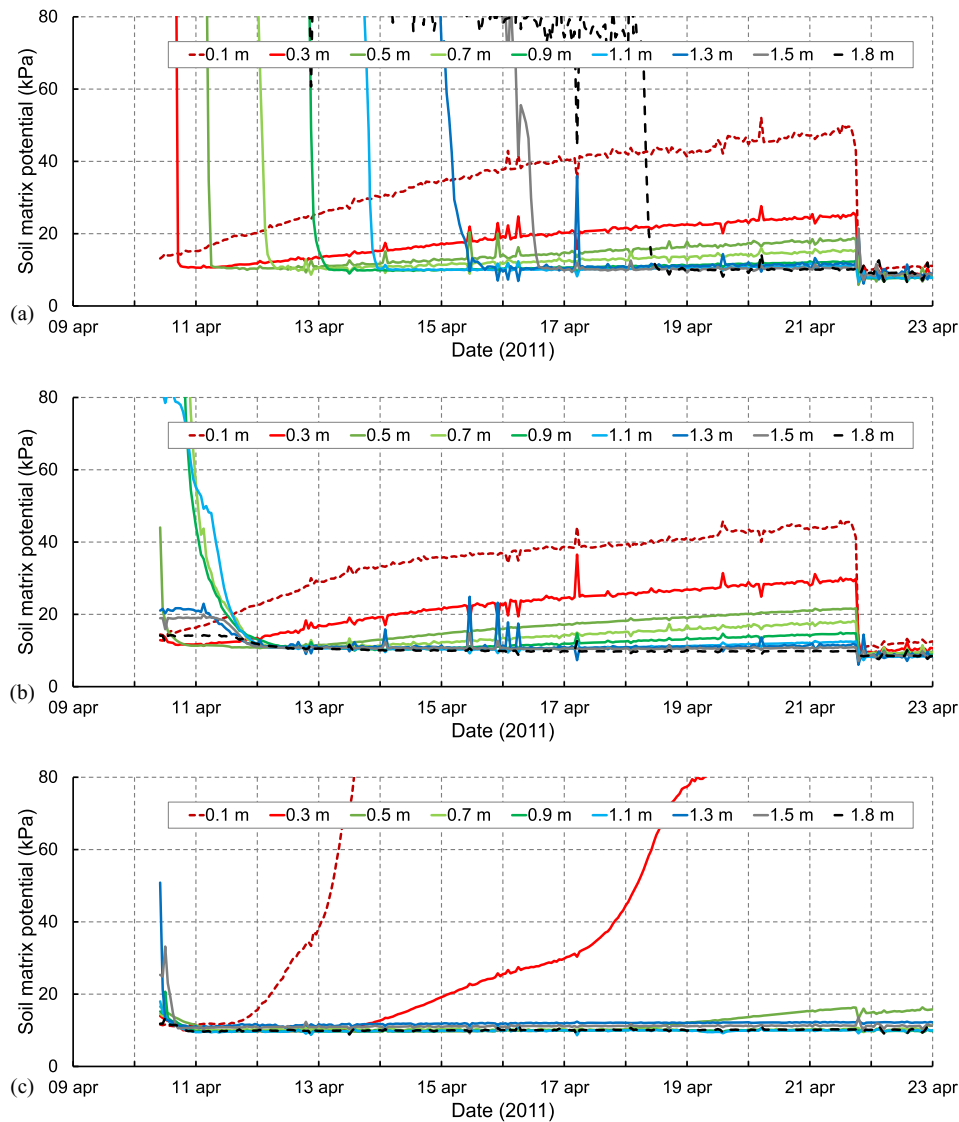 80
60
40
20
0
Soil matrix potential (kPa)
0.1 m 0.3 m 0.5 m 0.7 m 0.9 m 1.1 m 1.3 m 1.5 m 1.8 m
(a)
09 apr 11 apr 13 apr 15 apr 17 apr 19 apr 21 apr 23 apr
Date (2011)
80
60
40
20
0
Soil matrix potential (kPa)
0.1 m 0.3 m 0.5 m 0.7 m 0.9 m 1.1 m 1.3 m 1.5 m 1.8 m
(b)
09 apr 11 apr 13 apr 15 apr 17 apr 19 apr 21 apr 23 apr
Date (2011)
80
60
40
20
0
Soil matrix potential (kPa)
0.1 m 0.3 m 0.5 m 0.7 m 0.9 m 1.1 m 1.3 m 1.5 m 1.8 m
(c)
09 apr 11 apr 13 apr 15 apr 17 apr 19 apr 21 apr 23 apr
Date (2011)